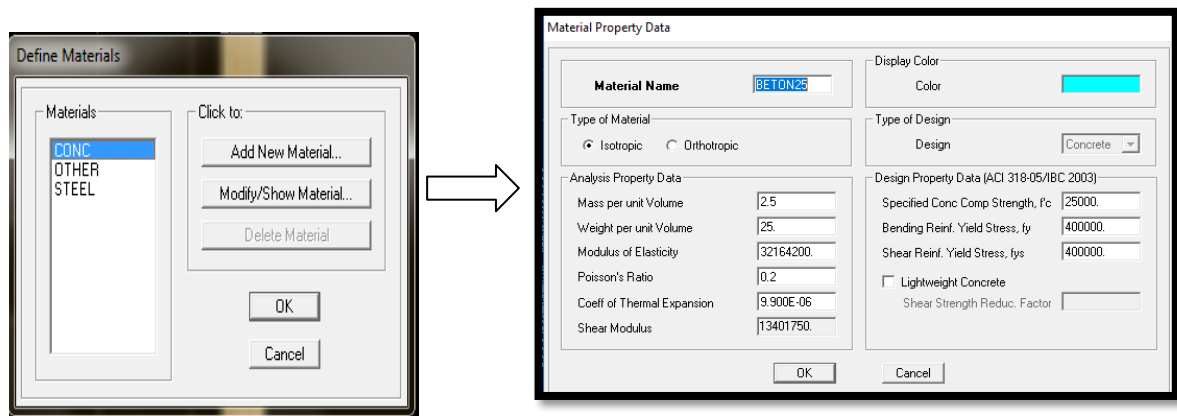 Define Materials
Materials
CONC
OTHER
STEEL
Click to:
Add New Material...
Modify/Show Material...
Delete Material
OK
Cancel
Material Property Data
Material Name BETON25
Display Color
Color
Type of Material
Isotropic Orthotropic
Type of Design
Design Concrete
Analysis Property Data
Mass per unit Volume 2.5
Weight per unit Volume 25.
Modulus of Elasticity 32164200.
Poisson's Ratio 0.2
Coeff of Thermal Expansion 9.900E-06
Shear Modulus 13401750.
Design Property Data (ACI 318-05/IBC 2003)
Specified Conc Comp Strength, f'c 25000.
Bending Reinf. Yield Stress, fy 400000.
Shear Reinf. Yield Stress, fys 400000.
Lightweight Concrete
Shear Strength Reduc. Factor
OK Cancel